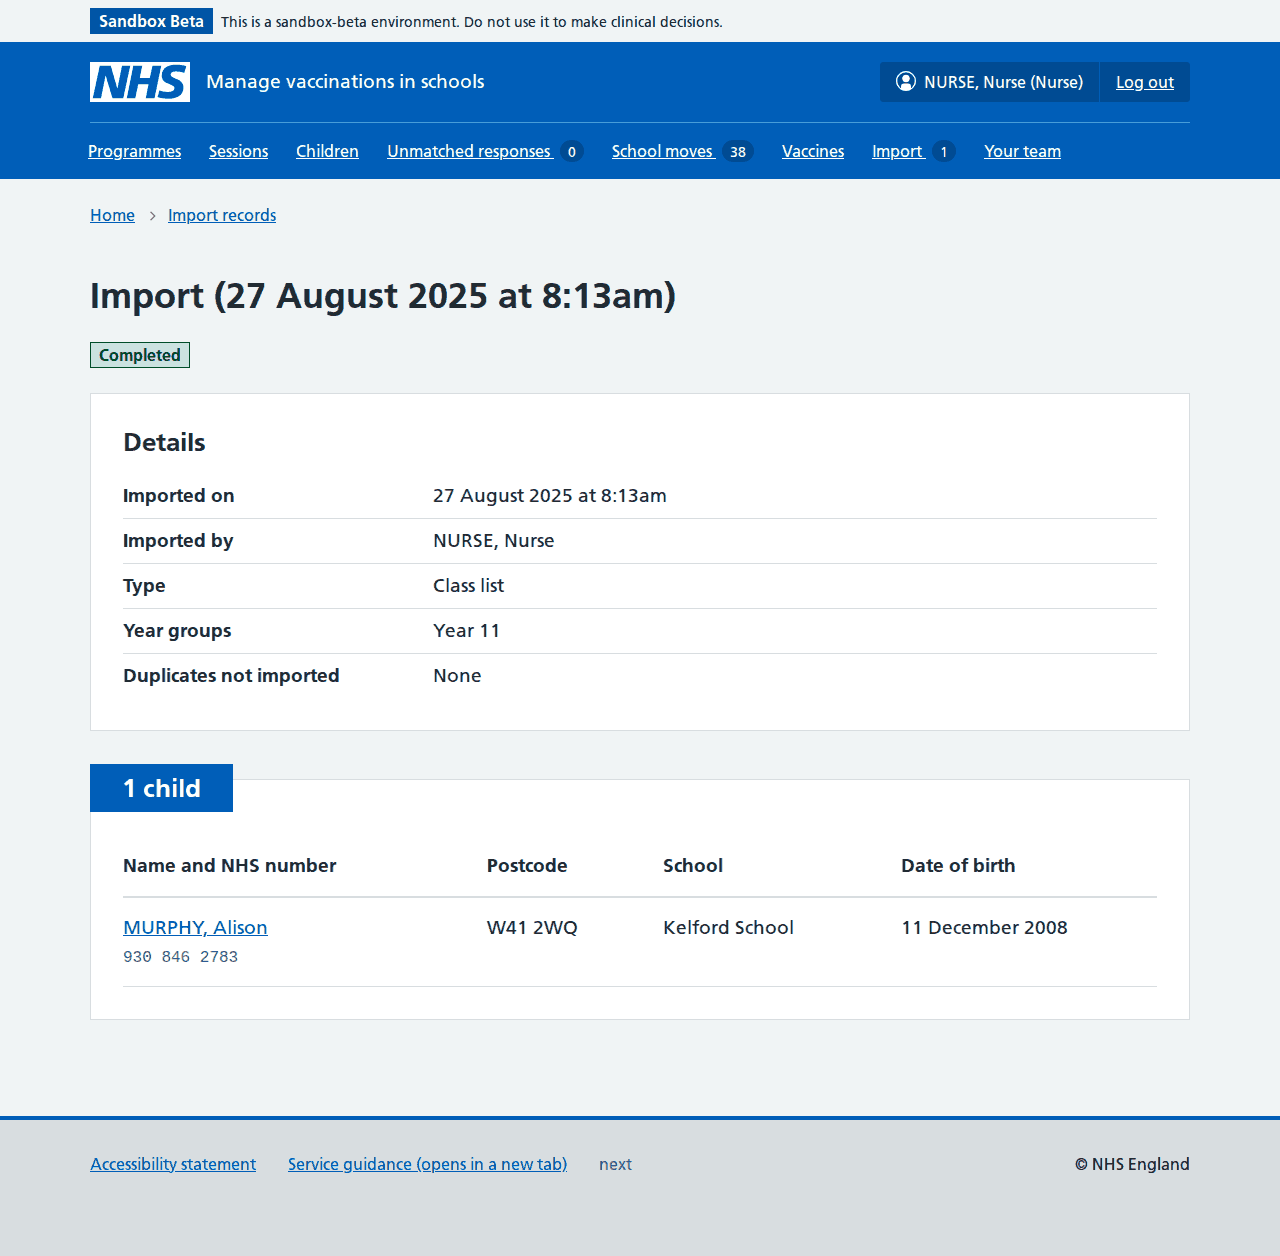 Sandbox Beta This is a sandbox-beta environment. Do not use it to make clinical decisions.
NHS Manage vaccinations in schools NURSE, Nurse (Nurse) Log out
Programmes Sessions Children Unmatched responses 0 School moves 38 Vaccines Import 1 Your team
Home Import records
Import (27 August 2025 at 8:13am)
Completed
Details
Imported on 27 August 2025 at 8:13am
Imported by NURSE, Nurse
Type Class list
Year groups Year 11
Duplicates not imported None
1 child
Name and NHS number Postcode School Date of birth
MURPHY, Alison W41 2WQ Kelford School 11 December 2008
930 846 2783
Accessibility statement Service guidance (opens in a new tab) next © NHS England